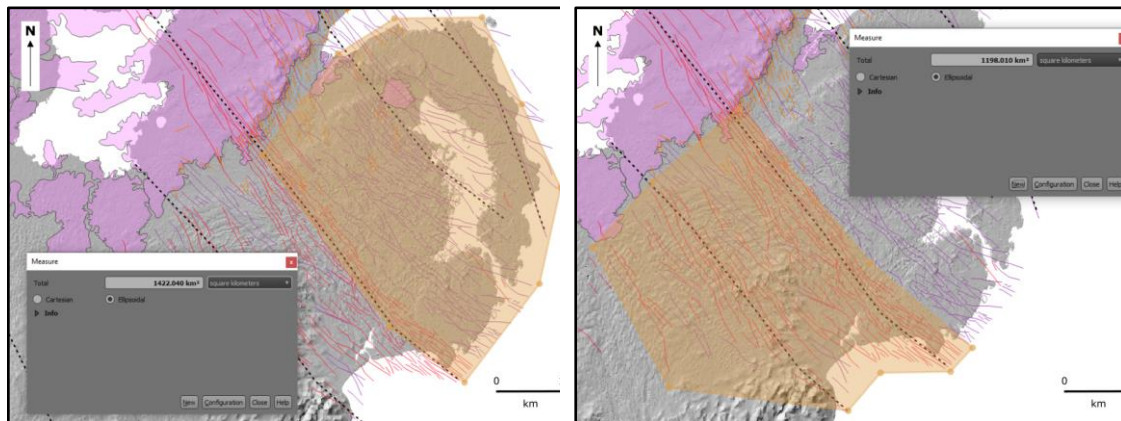 N
Measure
x
Total
1422.040 km²
square kilometers
Cartesian
Ellipsoidal
Info
New
Configuration
Close
Help
0
km
N
Measure
Total
1198.010 km²
square kilometers
Cartesian
Ellipsoidal
Info
New
Configuration
Close
Help
0
km